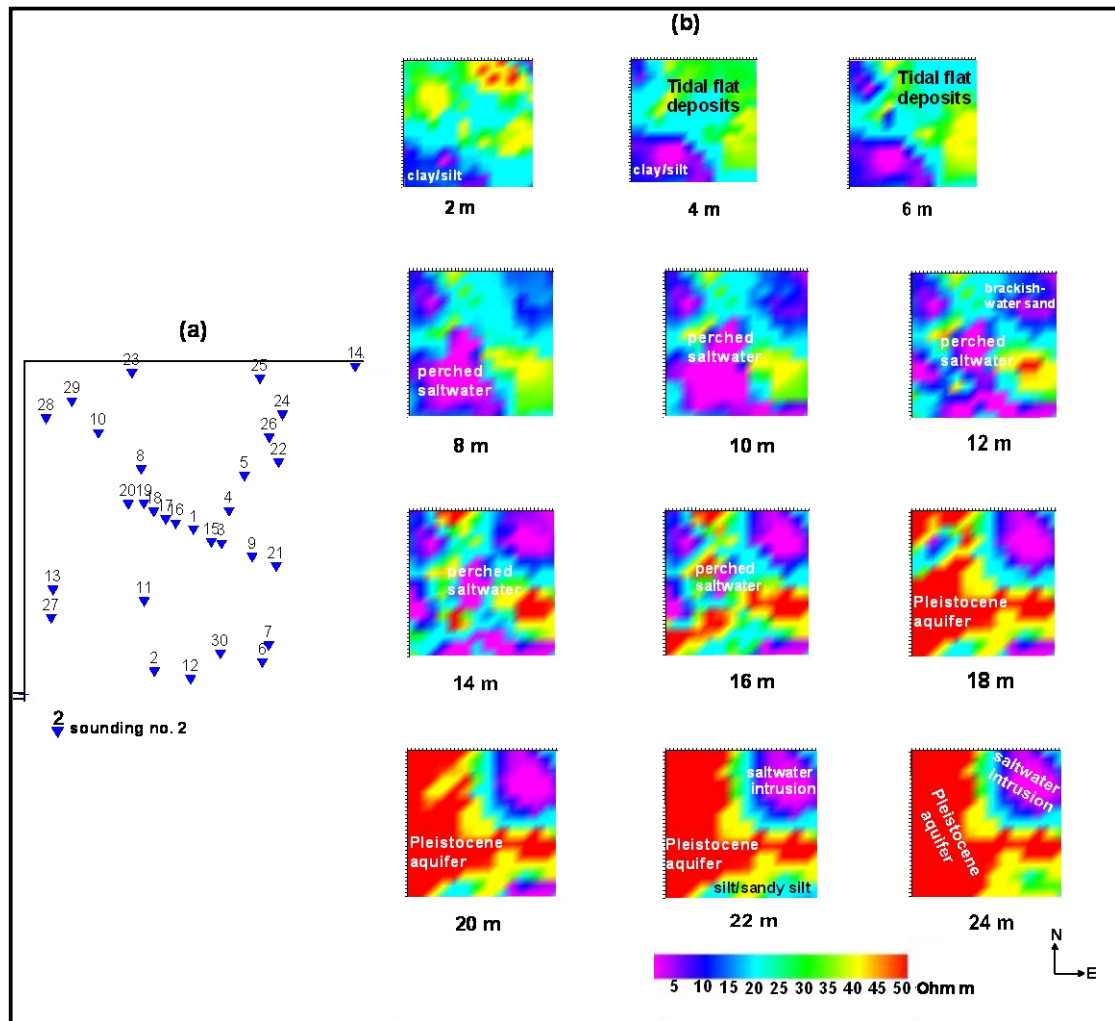 (b)
Tidal flat
deposits
Tidal flat
deposits
clay/silt
clay/silt
2 m
4 m
6 m
brackish-
water sand
perched
saltwater
perched
saltwater
perched
saltwater
8 m
10 m
12 m
(a)
23
25
14
29
28
10
24
26
22
8
5
20
19
18
17
16
1
4
15
3
9
21
13
11
27
7
30
6
2
12
2 sounding no. 2
perched
saltwater
perched
saltwater
Pleistocene
aquifer
14 m
16 m
18 m
saltwater
intrusion
saltwater
intrusion
Pleistocene
aquifer
Pleistocene
aquifer
Pleistocene
aquifer
silt/sandy silt
20 m
22 m
24 m
5 10 15 20 25 30 35 40 45 50 Ohm m
N
E